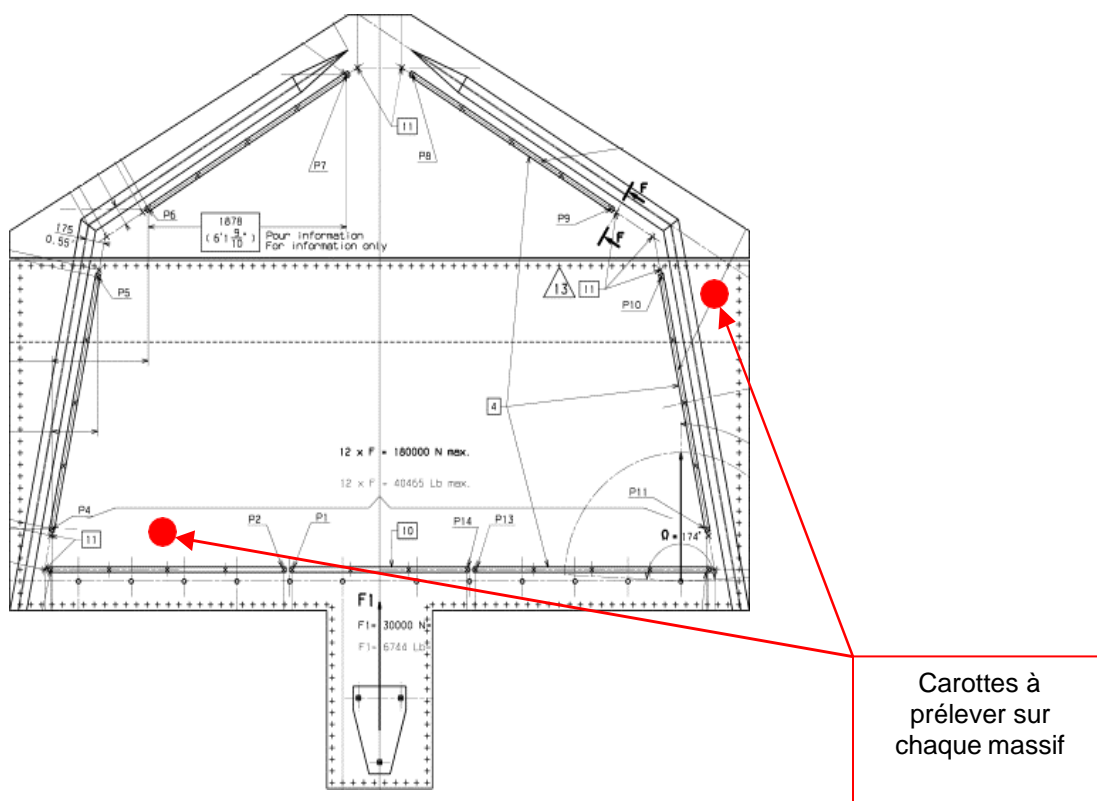 11
P7
P8
F
P6
P9
1878
(6'1 9/10")
Pour information
For information only
175
0.55'
F
P5
13
11
P10
4
12 x F = 180000 N max.
12 x F = 40465 Lb max.
P4
P11
P2
P1
10
P14
P13
Ω = 174°
11
F1
F1= 30000 N
F1= 6744 Lb
Carottes à
prélever sur
chaque massif